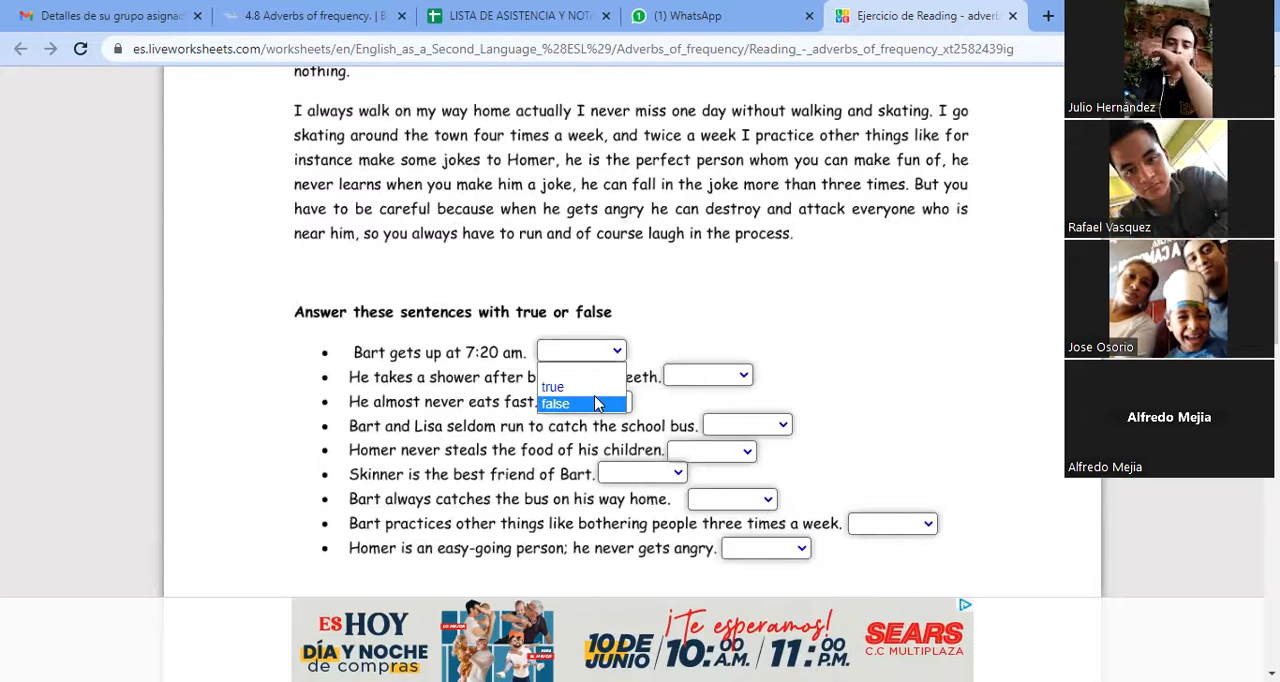 Detalles de su grupo asignad
4.8 Adverbs of frequency. | B
LISTA DE ASISTENCIA Y NOT
(1) WhatsApp
Ejercicio de Reading - adverb
es.liveworksheets.com/worksheets/en/English_as_a_Second_Language_%28ESL%29/Adverbs_of_frequency/Reading_-_adverbs_of_frequency_xt2582439ig
nothing.
I always walk on my way home actually I never miss one day without walking and skating. I go
skating around the town four times a week, and twice a week I practice other things like for
instance make some jokes to Homer, he is the perfect person whom you can make fun of, he
never learns when you make him a joke, he can fall in the joke more than three times. But you
have to be careful because when he gets angry he can destroy and attack everyone who is
near him, so you always have to run and of course laugh in the process.
Answer these sentences with true or false
Bart gets up at 7:20 am.
He takes a shower after b eeth.
true
He almost never eats fast.
false
Bart and Lisa seldom run to catch the school bus.
Homer never steals the food of his children.
Skinner is the best friend of Bart.
Bart always catches the bus on his way home.
Bart practices other things like bothering people three times a week.
Homer is an easy-going person; he never gets angry.
ES HOY
DÍA Y NOCHE
de compras
10 DE
JUNIO
¡Te esperamos!
10:00 A.M. / 11:00 P.M.
SEARS
C.C MULTIPLAZA
Julio Hernández
Rafael Vasquez
Jose Osorio
Alfredo Mejia
Alfredo Mejia